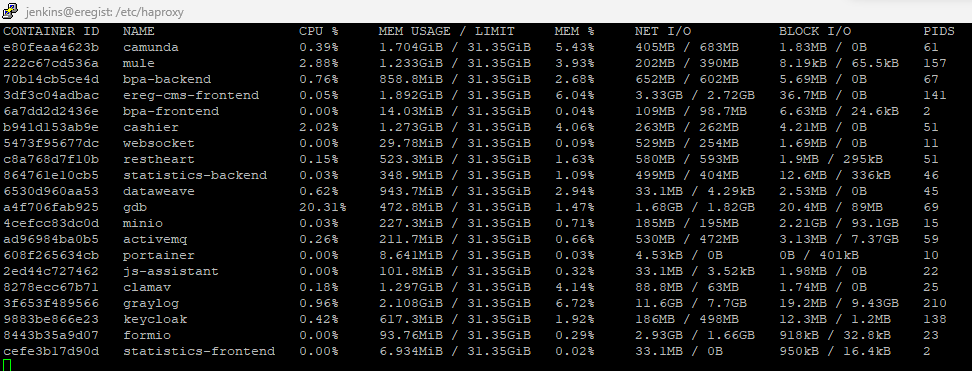 jenkins@eregist: /etc/haproxy
CONTAINER ID NAME CPU % MEM USAGE / LIMIT MEM % NET I/O BLOCK I/O PIDS
e80feaa4623b camunda 0.39% 1.704GiB / 31.35GiB 5.43% 405MB / 683MB 1.83MB / 0B 61
222c67cd536a mule 2.88% 1.233GiB / 31.35GiB 3.93% 202MB / 390MB 8.19kB / 65.5kB 157
70b14cb5ce4d bpa-backend 0.76% 858.8MiB / 31.35GiB 2.68% 652MB / 602MB 5.69MB / 0B 67
3df3c04adbac ereg-cms-frontend 0.05% 1.892GiB / 31.35GiB 6.04% 3.33GB / 2.72GB 36.7MB / 0B 141
6a7dd2d2436e bpa-frontend 0.00% 14.03MiB / 31.35GiB 0.04% 109MB / 98.7MB 6.63MB / 24.6kB 2
b941d153ab9e cashier 2.02% 1.273GiB / 31.35GiB 4.06% 263MB / 262MB 4.21MB / 0B 51
5473f95677dc websocket 0.00% 29.78MiB / 31.35GiB 0.09% 529MB / 254MB 1.69MB / 0B 11
c8a768d7f10b restheart 0.15% 523.3MiB / 31.35GiB 1.63% 580MB / 593MB 1.9MB / 295kB 51
864761e10cb5 statistics-backend 0.03% 348.9MiB / 31.35GiB 1.09% 499MB / 404MB 12.6MB / 336kB 46
6530d960aa53 dataweave 0.62% 943.7MiB / 31.35GiB 2.94% 33.1MB / 4.29kB 2.53MB / 0B 45
a4f706fab925 gdb 20.31% 472.8MiB / 31.35GiB 1.47% 1.68GB / 1.82GB 20.4MB / 89MB 69
4cefcc83dc0d minio 0.03% 227.3MiB / 31.35GiB 0.71% 185MB / 195MB 2.21GB / 93.1GB 15
ad96984ba0b5 activemq 0.26% 211.7MiB / 31.35GiB 0.66% 530MB / 472MB 3.13MB / 7.37GB 59
608f265634cb portainer 0.00% 8.641MiB / 31.35GiB 0.03% 4.53kB / 0B 0B / 401kB 10
2ed44c727462 js-assistant 0.00% 101.8MiB / 31.35GiB 0.32% 33.1MB / 3.52kB 1.98MB / 0B 22
8278ecc67b71 clamav 0.18% 1.297GiB / 31.35GiB 4.14% 88.8MB / 63MB 1.74MB / 0B 25
3f653f489566 graylog 0.96% 2.108GiB / 31.35GiB 6.72% 11.6GB / 7.7GB 19.2MB / 9.43GB 210
9883be866e23 keycloak 0.42% 617.3MiB / 31.35GiB 1.92% 186MB / 498MB 12.3MB / 1.2MB 138
8443b35a9d07 formio 0.00% 93.76MiB / 31.35GiB 0.29% 2.93GB / 1.66GB 918kB / 32.8kB 23
cefe3b17d90d statistics-frontend 0.00% 6.934MiB / 31.35GiB 0.02% 33.1MB / 0B 950kB / 16.4kB 2